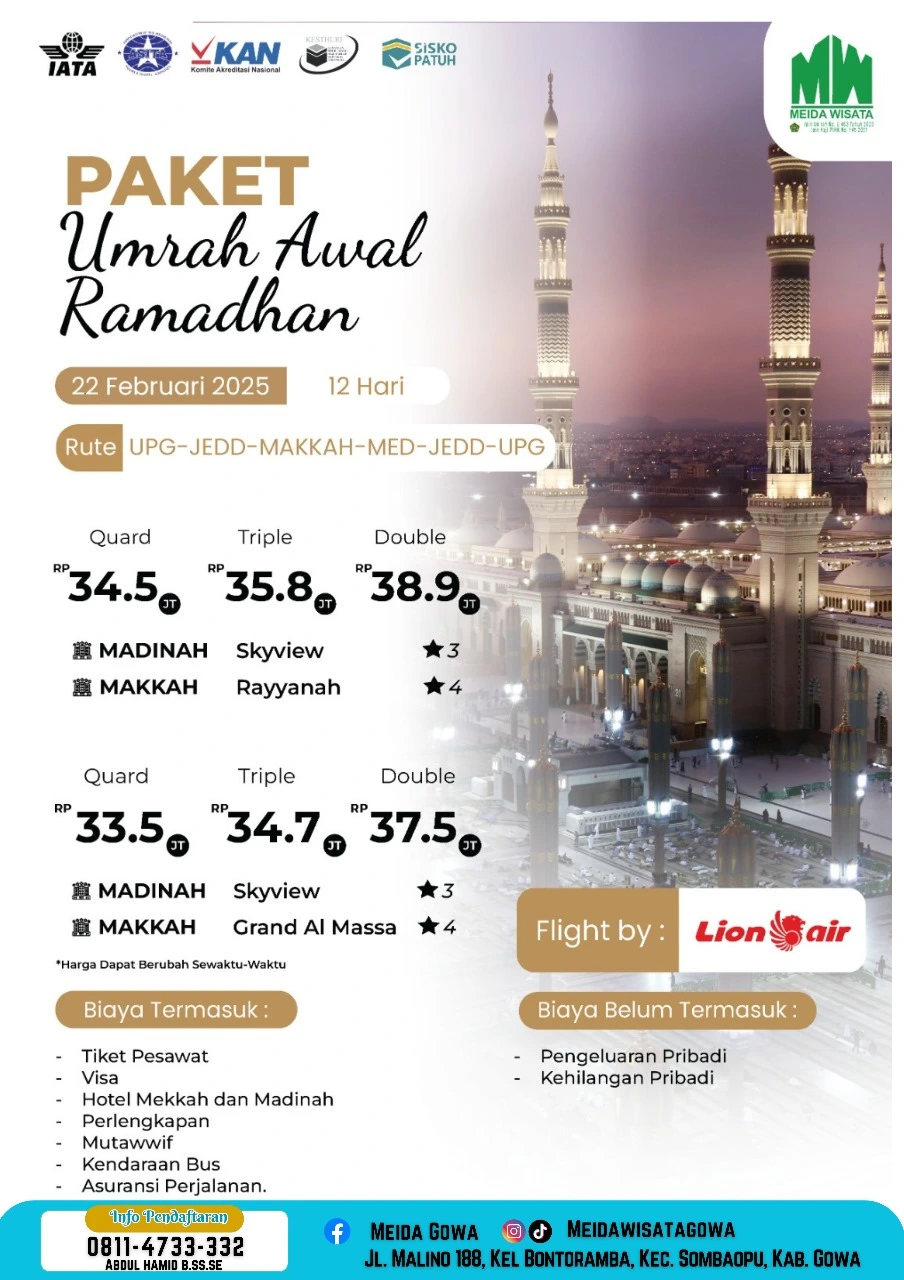 IATA
ASITA
KAN
Komite Akreditasi Nasional
KESTHURI
SiSKO
PATUH
MW
MEIDA WISATA
PAKET
Umrah Awal
Ramadhan
22 Februari 2025 12 Hari
Rute UPG-JEDD-MAKKAH-MED-JEDD-UPG
Quard Triple Double
RP 34.5 JT RP 35.8 JT RP 38.9 JT
MADINAH Skyview 3
MAKKAH Rayyanah 4
Quard Triple Double
RP 33.5 JT RP 34.7 JT RP 37.5 JT
MADINAH Skyview 3
MAKKAH Grand Al Massa 4
*Harga Dapat Berubah Sewaktu-Waktu
Flight by : Lion air
Biaya Termasuk :
- Tiket Pesawat
- Visa
- Hotel Mekkah dan Madinah
- Perlengkapan
- Mutawwif
- Kendaraan Bus
- Asuransi Perjalanan.
Biaya Belum Termasuk :
- Pengeluaran Pribadi
- Kehilangan Pribadi
Info Pendaftaran
0811-4733-332
ABDUL HAMID B.SS.SE
MEIDA GOWA MEIDAWISATAGOWA
JL. MALINO 188, KEL BONTORAMBA, KEC. SOMBAOPU, KAB. GOWA